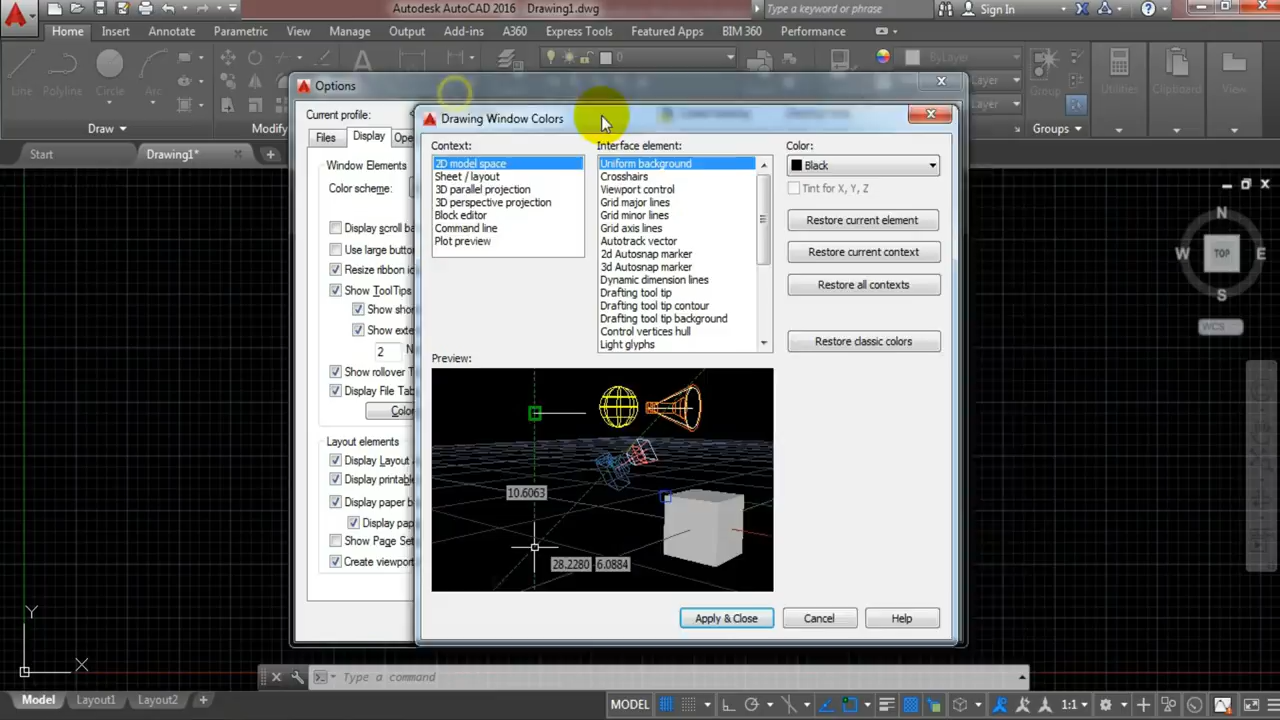 Autodesk AutoCAD 2016 Drawing1.dwg
Type a keyword or phrase
Sign In
Home Insert Annotate Parametric View Manage Output Add-ins A360 Express Tools Featured Apps BIM 360 Performance
Line Polyline Circle Arc
ByLayer
Layer
Layer
Group Utilities Clipboard View
Draw Modify Groups
Start Drawing1*
Options
Current profile:
Files Display Ope
Window Elements
Color scheme:
Display scroll ba
Use large button
Resize ribbon ic
Show ToolTips
Show shor
Show exte
2
Show rollover T
Display File Tab
Colo
Layout elements
Display Layout
Display printable
Display paper b
Display pap
Show Page Set
Create viewport
Drawing Window Colors
Context:
2D model space
Sheet / layout
3D parallel projection
3D perspective projection
Block editor
Command line
Plot preview
Interface element:
Uniform background
Crosshairs
Viewport control
Grid major lines
Grid minor lines
Grid axis lines
Autotrack vector
2d Autosnap marker
3d Autosnap marker
Dynamic dimension lines
Drafting tool tip
Drafting tool tip contour
Drafting tool tip background
Control vertices hull
Light glyphs
Color:
Black
Tint for X, Y, Z
Restore current element
Restore current context
Restore all contexts
Restore classic colors
Preview:
10.6063
28.2280 6.0884
Apply & Close Cancel Help
N
W TOP E
S
WCS
Y
X
Type a command
Model Layout1 Layout2 +
MODEL 1:1